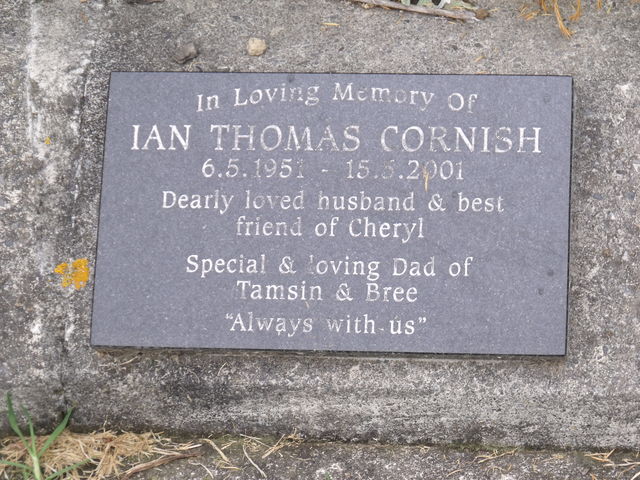 In Loving Memory Of
IAN THOMAS CORNISH
6.5.1951 - 15.5.2001
Dearly loved husband & best
friend of Cheryl
Special & loving Dad of
Tamsin & Bree
"Always with us"